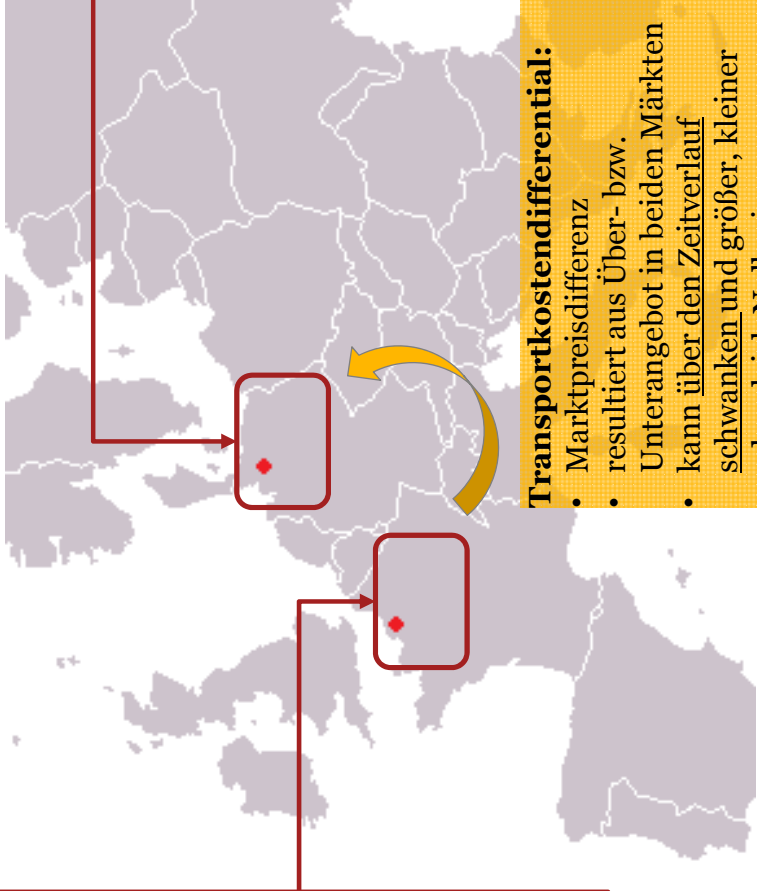 Transportkostendifferential:
• Marktpreisdifferenz
• resultiert aus Über- bzw.
Unterangebot in beiden Märkten
• kann über den Zeitverlauf
schwanken und größer, kleiner